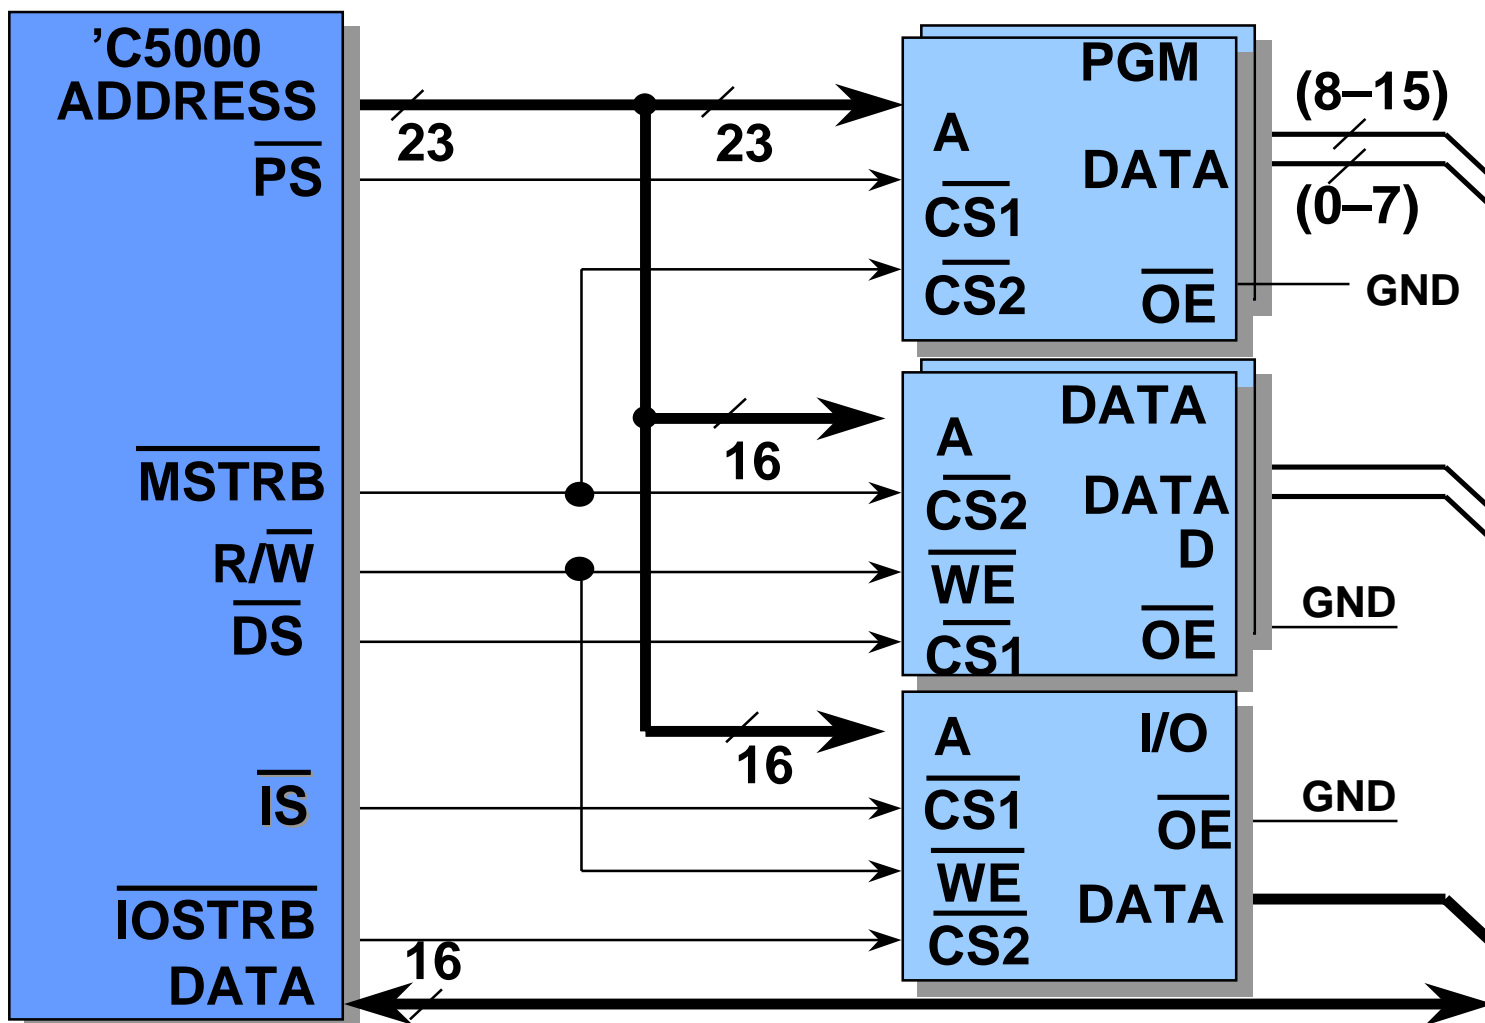 ’C5000
ADDRESS
PS
MSTRB
R/W
DS
IS
IOSTRB
DATA
23
23
16
16
16
PGM
A
DATA
CS1
CS2
OE
(8–15)
(0–7)
GND
DATA
A
DATA
CS2
D
WE
CS1
OE
GND
A
I/O
CS1
OE
WE
DATA
CS2
GND